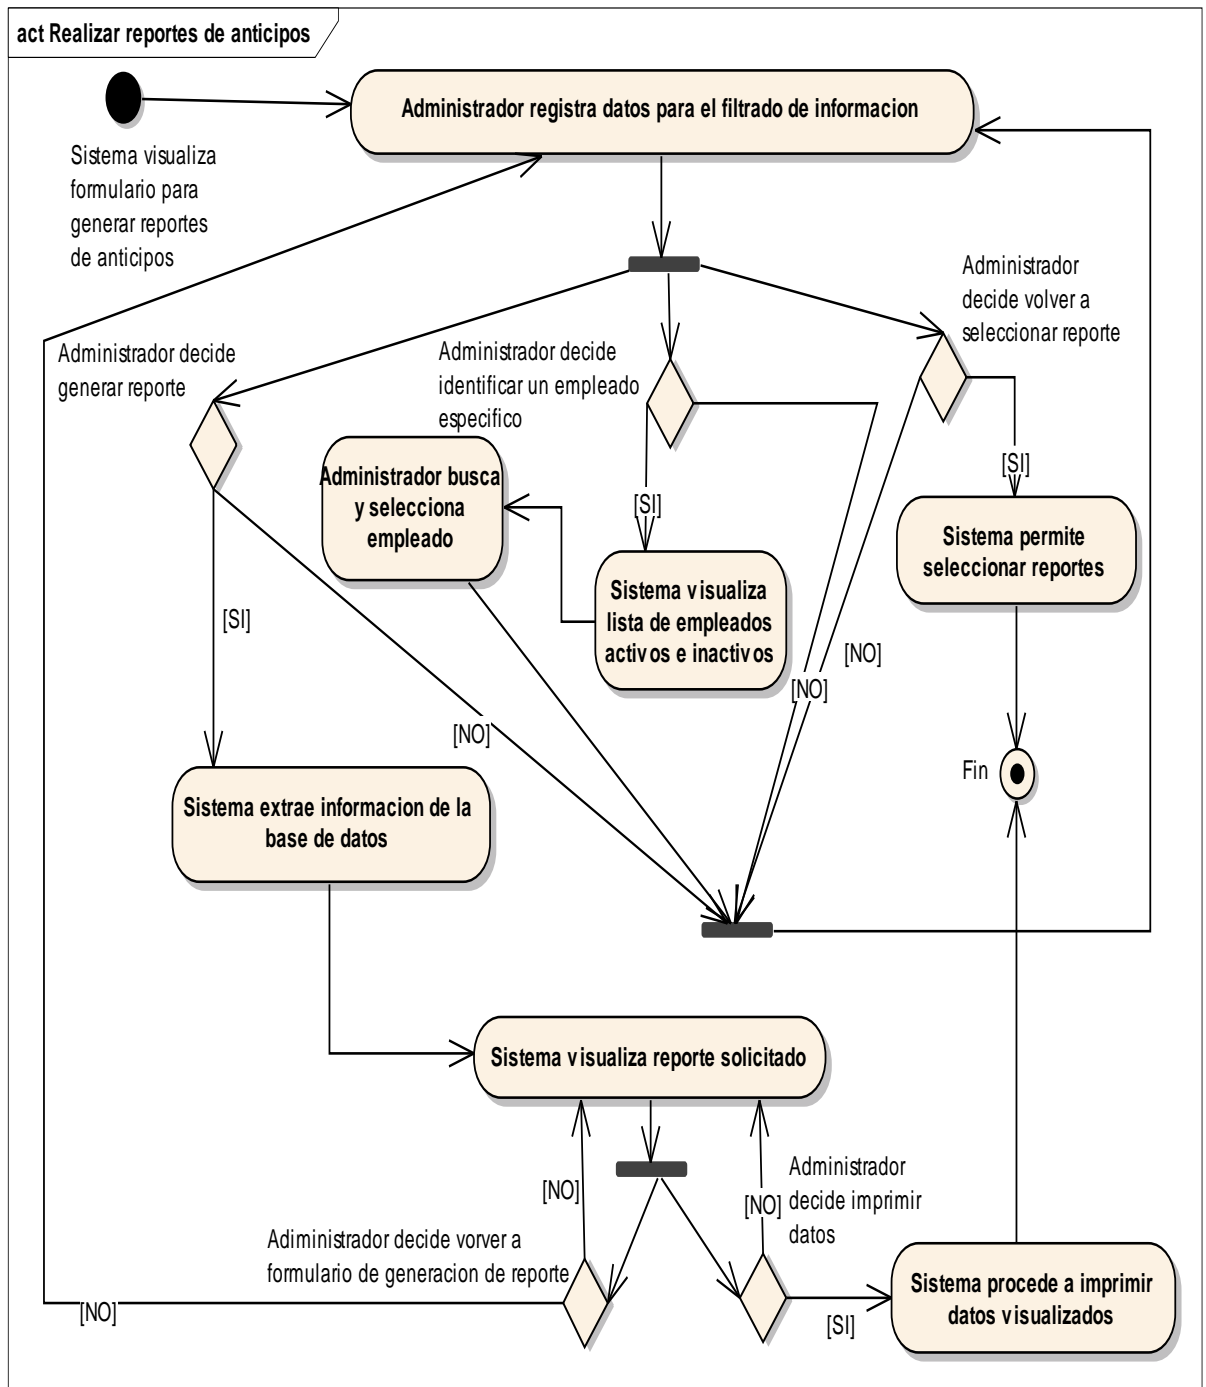 act Realizar reportes de anticipos
Administrador registra datos para el filtrado de informacion
Sistema visualiza
formulario para
generar reportes
de anticipos
Administrador
decide volver a
seleccionar reporte
Administrador decide
generar reporte
Administrador decide
identificar un empleado
especifico
Administrador busca
y selecciona
empleado
[SI]
[SI]
Sistema permite
seleccionar reportes
Sistema visualiza
lista de empleados
activos e inactivos
[SI]
[NO]
[NO]
[NO]
Fin
Sistema extrae informacion de la
base de datos
Sistema visualiza reporte solicitado
Administrador
decide imprimir
datos
[NO]
[NO]
Adiministrador decide vorver a
formulario de generacion de reporte
Sistema procede a imprimir
datos visualizados
[NO]
[SI]